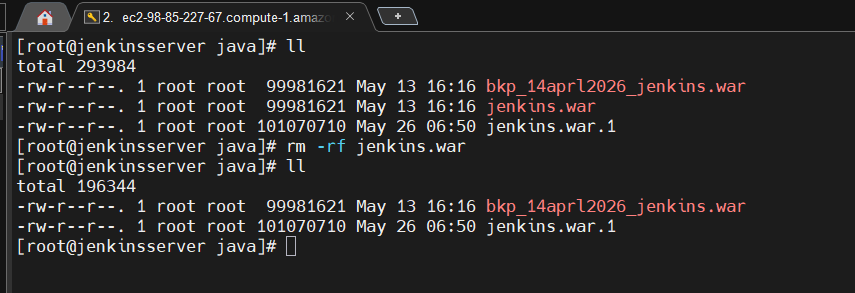 2. ec2-98-85-227-67.compute-1.amazo
[root@jenkinsserver java]# ll
total 293984
-rw-r--r--. 1 root root  99981621 May 13 16:16 bkp_14aprl2026_jenkins.war
-rw-r--r--. 1 root root  99981621 May 13 16:16 jenkins.war
-rw-r--r--. 1 root root 101070710 May 26 06:50 jenkins.war.1
[root@jenkinsserver java]# rm -rf jenkins.war
[root@jenkinsserver java]# ll
total 196344
-rw-r--r--. 1 root root  99981621 May 13 16:16 bkp_14aprl2026_jenkins.war
-rw-r--r--. 1 root root 101070710 May 26 06:50 jenkins.war.1
[root@jenkinsserver java]#